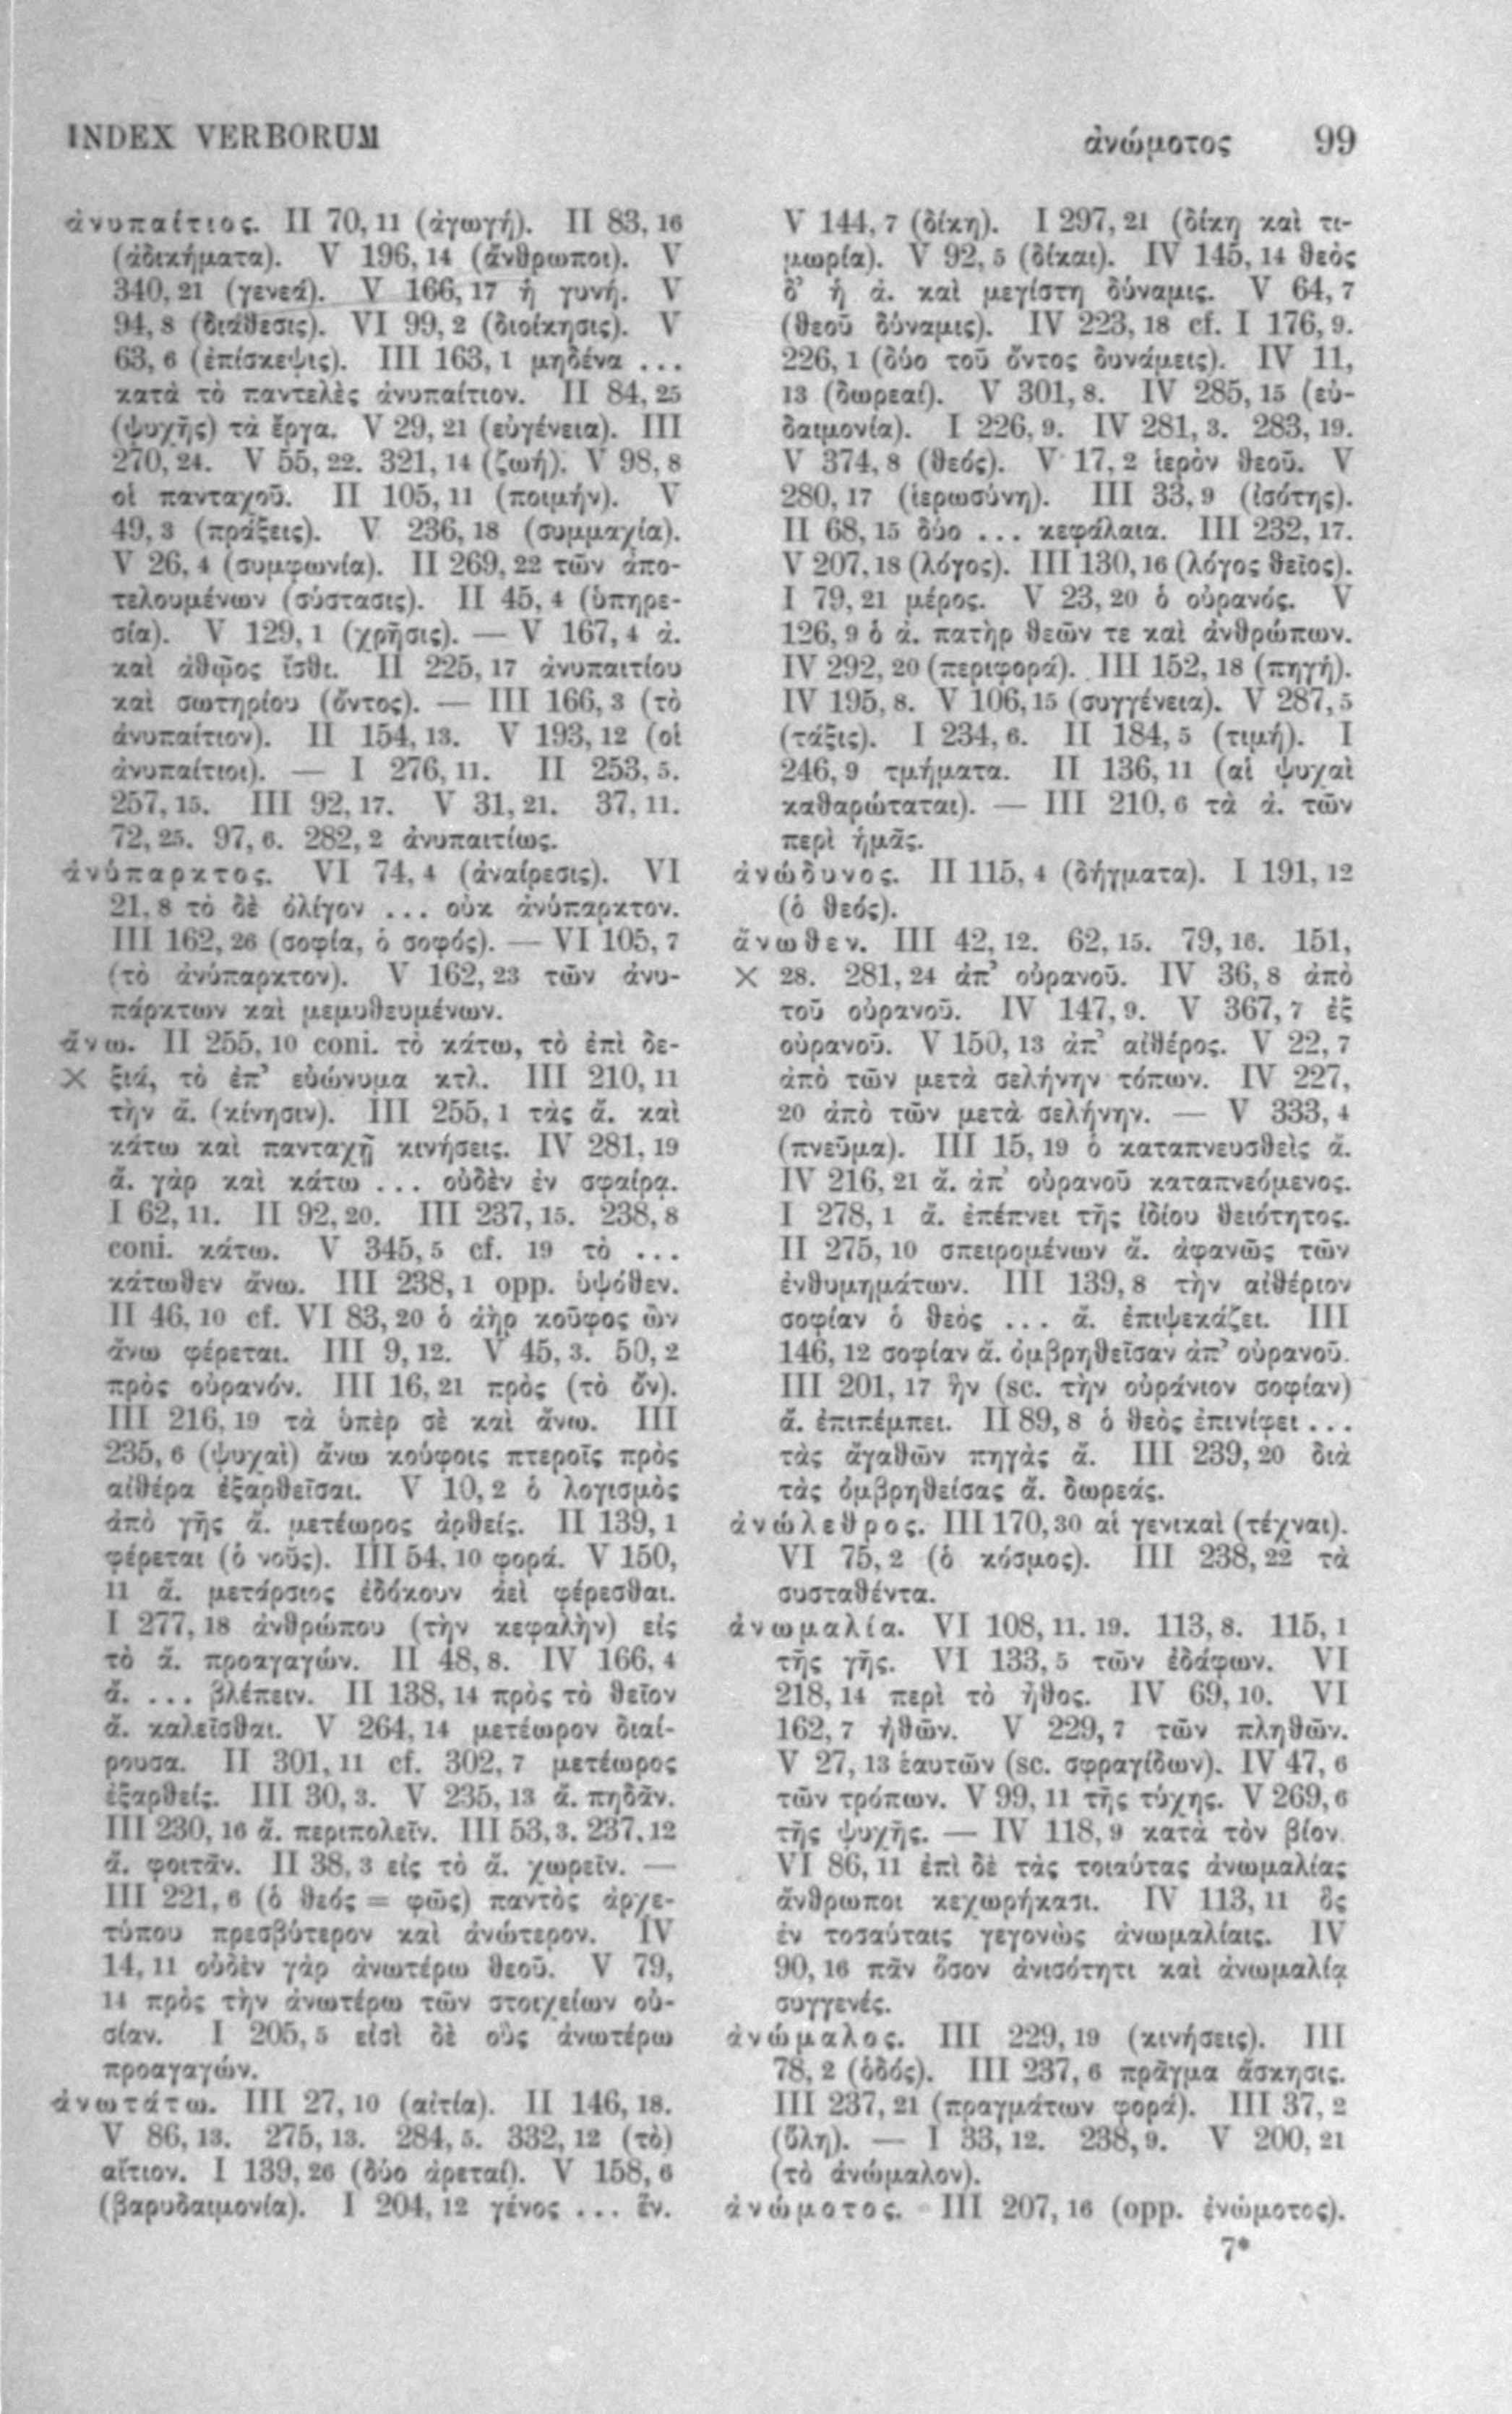 INDEX VERBORUM
ἀνώμοτος 99
ἀνυπαίτιος. II 70, 11 (ἀγωγή). II 83, 16
(ἀδικήματα). V 196, 14 (ἄνθρωποι). V
340, 21 (γενεά). V 166, 17 ἡ γυνή. V
94, 8 (διάθεσις). VI 99, 2 (διοίκησις). V
63, 6 (ἐπίσκεψις). III 163, 1 μηδένα ...
κατὰ τὸ παντελὲς ἀνυπαίτιον. II 84, 25
(ψυχῆς) τὰ ἔργα. V 29, 21 (εὐγένεια). III
270, 24. V 55, 22. 321, 14 (ζωή). V 98, 8
οἱ πανταχοῦ. II 105, 11 (ποιμήν). V
49, 3 (πράξεις). V 236, 18 (συμμαχία).
V 26, 4 (συμφωνία). II 269, 22 τῶν ἀπο-
τελουμένων (σύστασις). II 45, 4 (ὑπηρε-
σία). V 129, 1 (χρῆσις). — V 167, 4 ἀ.
καὶ ἀθῷος ἴσθι. II 225, 17 ἀνυπαιτίου
καὶ σωτηρίου (ὄντος). — III 166, 3 (τὸ
ἀνυπαίτιον). II 154, 13. V 193, 12 (οἱ
ἀνυπαίτιοι). — I 276, 11. II 253, 5.
257, 15. III 92, 17. V 31, 21. 37, 11.
72, 25. 97, 6. 282, 2 ἀνυπαιτίως.
ἀνύπαρκτος. VI 74, 4 (ἀναίρεσις). VI
21, 8 τὸ δὲ ὀλίγον ... οὐκ ἀνύπαρκτον.
III 162, 26 (σοφία, ὁ σοφός). — VI 105, 7
(τὸ ἀνύπαρκτον). V 162, 23 τῶν ἀνυ-
πάρκτων καὶ μεμυθευμένων.
ἄνω. II 255, 10 coni. τὸ κάτω, τὸ ἐπὶ δε-
X ξιά, τὸ ἐπ’ εὐώνυμα κτλ. III 210, 11
τὴν ἄ. (κίνησιν). III 255, 1 τὰς ἄ. καὶ
κάτω καὶ πανταχῇ κινήσεις. IV 281, 19
ἄ. γὰρ καὶ κάτω ... οὐδὲν ἐν σφαίρᾳ.
I 62, 11. II 92, 20. III 237, 15. 238, 8
coni. κάτω. V 345, 5 cf. 19 τὸ ...
κάτωθεν ἄνω. III 238, 1 opp. ὑψόθεν.
II 46, 10 cf. VI 83, 20 ὁ ἀὴρ κοῦφος ὢν
ἄνω φέρεται. III 9, 12. V 45, 3. 50, 2
πρὸς οὐρανόν. III 16, 21 πρὸς (τὸ ὄν).
III 216, 19 τὰ ὑπὲρ σὲ καὶ ἄνω. III
235, 6 (ψυχαὶ) ἄνω κούφοις πτεροῖς πρὸς
αἰθέρα ἐξαρθεῖσαι. V 10, 2 ὁ λογισμὸς
ἀπὸ γῆς ἄ. μετέωρος ἀρθείς. II 139, 1
φέρεται (ὁ νοῦς). III 54, 10 φορά. V 150,
11 ἄ. μετάρσιος ἐδόκουν ἀεὶ φέρεσθαι.
I 277, 18 ἀνθρώπου (τὴν κεφαλὴν) εἰς
τὸ ἄ. προαγαγών. II 48, 8. IV 166, 4
ἄ. ... βλέπειν. II 138, 14 πρὸς τὸ θεῖον
ἄ. καλεῖσθαι. V 264, 14 μετέωρον διαί-
ρουσα. II 301, 11 cf. 302, 7 μετέωρος
ἐξαρθείς. III 30, 3. V 235, 13 ἄ. πηδᾶν.
III 230, 16 ἄ. περιπολεῖν. III 53, 3. 237, 12
ἄ. φοιτᾶν. II 38, 3 εἰς τὸ ἄ. χωρεῖν. —
III 221, 6 (ὁ θεός = φῶς) παντὸς ἀρχε-
τύπου πρεσβύτερον καὶ ἀνώτερον. IV
14, 11 οὐδὲν γὰρ ἀνωτέρω θεοῦ. V 79,
14 πρὸς τὴν ἀνωτέρω τῶν στοιχείων οὐ-
σίαν. I 205, 5 εἰσὶ δὲ οὓς ἀνωτέρω
προαγαγών.
ἀνωτάτω. III 27, 10 (αἰτία). II 146, 18.
V 86, 13. 275, 13. 284, 5. 332, 12 (τὸ)
αἴτιον. I 139, 26 (δύο ἀρεταί). V 158, 6
(βαρυδαιμονία). I 204, 12 γένος ... ἕν.
V 144, 7 (δίκη). I 297, 21 (δίκη καὶ τι-
μωρία). V 92, 5 (δίκαι). IV 145, 14 θεὸς
δ’ ἡ ἀ. καὶ μεγίστη δύναμις. V 64, 7
(θεοῦ δύναμις). IV 223, 18 cf. I 176, 9.
226, 1 (δύο τοῦ ὄντος δυνάμεις). IV 11,
13 (δωρεαί). V 301, 8. IV 285, 15 (εὐ-
δαιμονία). I 226, 9. IV 281, 3. 283, 19.
V 374, 8 (θεός). V 17, 2 ἱερὸν θεοῦ. V
280, 17 (ἱερωσύνη). III 33, 9 (ἰσότης).
II 68, 15 δύο ... κεφάλαια. III 232, 17.
V 207, 18 (λόγος). III 130, 16 (λόγος θεῖος).
I 79, 21 μέρος. V 23, 20 ὁ οὐρανός. V
126, 9 ὁ ἀ. πατὴρ θεῶν τε καὶ ἀνθρώπων.
IV 292, 20 (περιφορά). III 152, 18 (πηγή).
IV 195, 8. V 106, 15 (συγγένεια). V 287, 5
(τάξις). I 234, 6. II 184, 5 (τιμή). I
246, 9 τμήματα. II 136, 11 (αἱ ψυχαὶ
καθαρώταται). — III 210, 6 τὰ ἀ. τῶν
περὶ ἡμᾶς.
ἀνώδυνος. II 115, 4 (δήγματα). I 191, 12
(ὁ θεός).
ἄνωθεν. III 42, 12. 62, 15. 79, 16. 151,
X 28. 281, 24 ἀπ’ οὐρανοῦ. IV 36, 8 ἀπὸ
τοῦ οὐρανοῦ. IV 147, 9. V 367, 7 ἐξ
οὐρανοῦ. V 150, 13 ἀπ’ αἰθέρος. V 22, 7
ἀπὸ τῶν μετὰ σελήνην τόπων. IV 227,
20 ἀπὸ τῶν μετὰ σελήνην. — V 333, 4
(πνεῦμα). III 15, 19 ὁ καταπνευσθεὶς ἄ.
IV 216, 21 ἄ. ἀπ’ οὐρανοῦ καταπνεόμενος.
I 278, 1 ἄ. ἐπέπνει τῆς ἰδίου θειότητος.
II 275, 10 σπειρομένων ἄ. ἀφανῶς τῶν
ἐνθυμημάτων. III 139, 8 τὴν αἰθέριον
σοφίαν ὁ θεὸς ... ἄ. ἐπιψεκάζει. III
146, 12 σοφίαν ἄ. ὀμβρηθεῖσαν ἀπ’ οὐρανοῦ.
III 201, 17 ἣν (sc. τὴν οὐράνιον σοφίαν)
ἄ. ἐπιπέμπει. II 89, 8 ὁ θεὸς ἐπινίφει ...
τὰς ἀγαθῶν πηγὰς ἄ. III 239, 20 διὰ
τὰς ὀμβρηθείσας ἄ. δωρεάς.
ἀνώλεθρος. III 170, 30 αἱ γενικαὶ (τέχναι).
VI 75, 2 (ὁ κόσμος). III 238, 22 τὰ
συσταθέντα.
ἀνωμαλία. VI 108, 11. 19. 113, 8. 115, 1
τῆς γῆς. VI 133, 5 τῶν ἐδάφων. VI
218, 14 περὶ τὸ ἦθος. IV 69, 10. VI
162, 7 ἠθῶν. V 229, 7 τῶν πληθῶν.
V 27, 13 ἑαυτῶν (sc. σφραγίδων). IV 47, 6
τῶν τρόπων. V 99, 11 τῆς τύχης. V 269, 6
τῆς ψυχῆς. — IV 118, 9 κατὰ τὸν βίον.
VI 86, 11 ἐπὶ δὲ τὰς τοιαύτας ἀνωμαλίας
ἄνθρωποι κεχωρήκασι. IV 113, 11 ὃς
ἐν τοσαύταις γεγονὼς ἀνωμαλίαις. IV
90, 16 πᾶν ὅσον ἀνισότητι καὶ ἀνωμαλίᾳ
συγγενές.
ἀνώμαλος. III 229, 19 (κινήσεις). III
78, 2 (ὁδός). III 237, 6 πρᾶγμα ἄσκησις.
III 237, 21 (πραγμάτων φορά). III 37, 2
(ὕλη). — I 33, 12. 238, 9. V 200, 21
(τὸ ἀνώμαλον).
ἀνώμοτος. III 207, 16 (opp. ἐνώμοτος).
7*